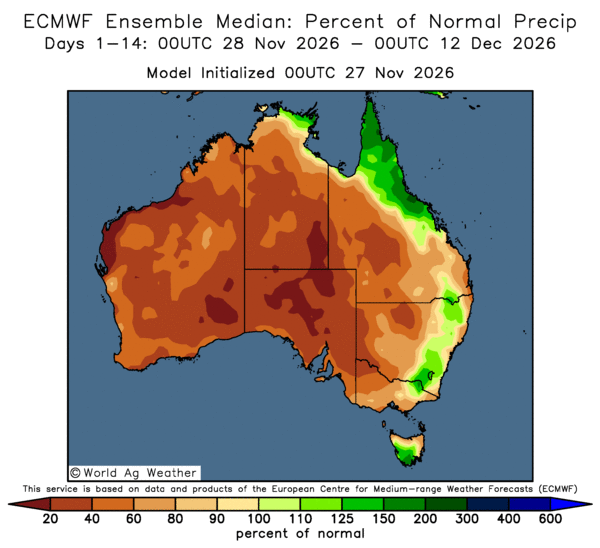 ECMWF Ensemble Median: Percent of Normal Precip
Days 1-14: 00UTC 28 Nov 2026 - 00UTC 12 Dec 2026
Model Initialized 00UTC 27 Nov 2026
© World Ag Weather
This service is based on data and products of the European Centre for Medium-range Weather Forecasts (ECMWF)
20 40 60 80 90 100 110 125 150 200 300 400 600
percent of normal